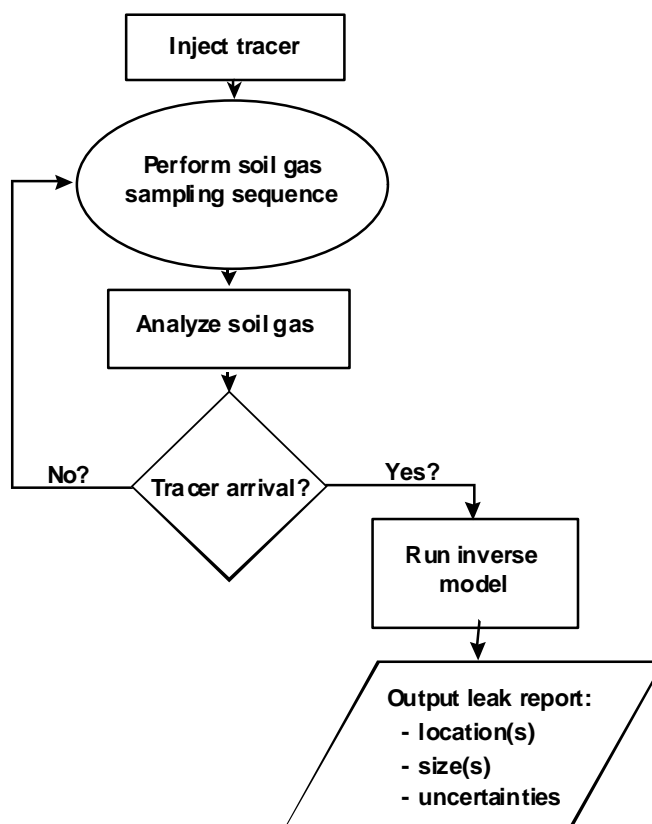 Inject tracer
Perform soil gas
sampling sequence
Analyze soil gas
Tracer arrival?
No?
Yes?
Run inverse
model
Output leak report:
- location(s)
- size(s)
- uncertainties